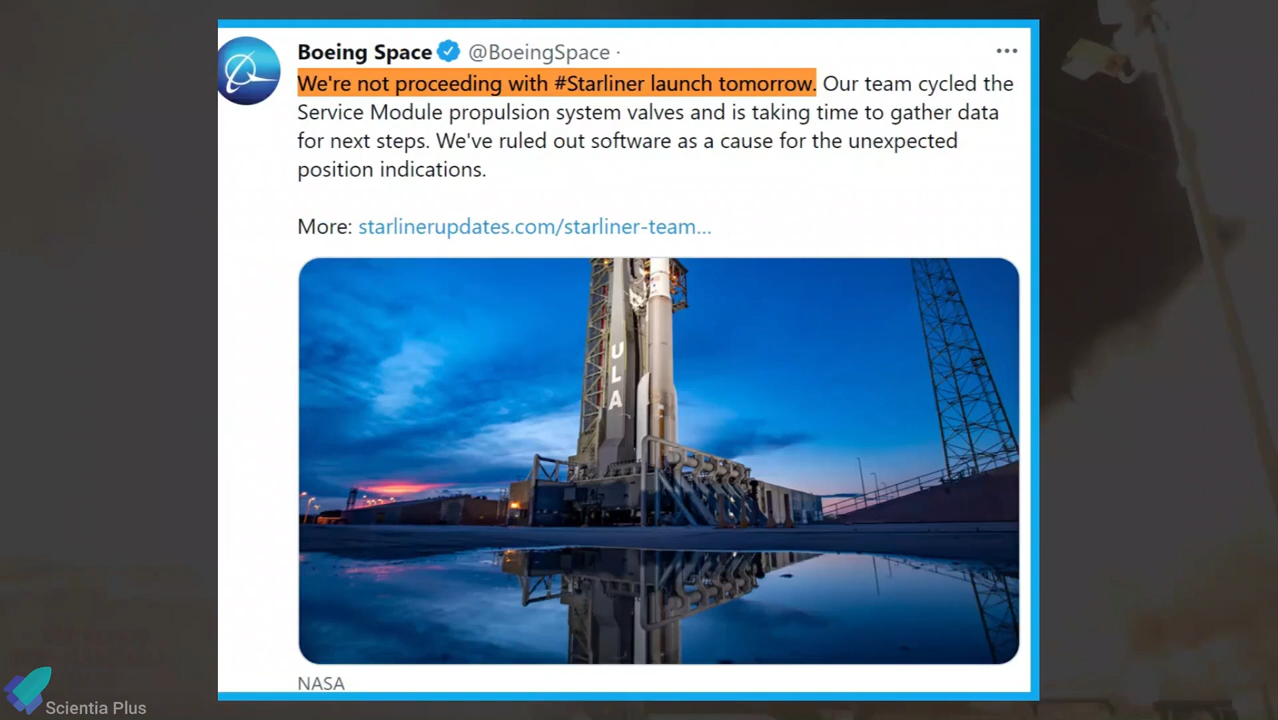 Boeing Space @BoeingSpace ·
We're not proceeding with #Starliner launch tomorrow. Our team cycled the
Service Module propulsion system valves and is taking time to gather data
for next steps. We've ruled out software as a cause for the unexpected
position indications.
More: starlinerupdates.com/starliner-team...
ULA
NASA
Scientia Plus